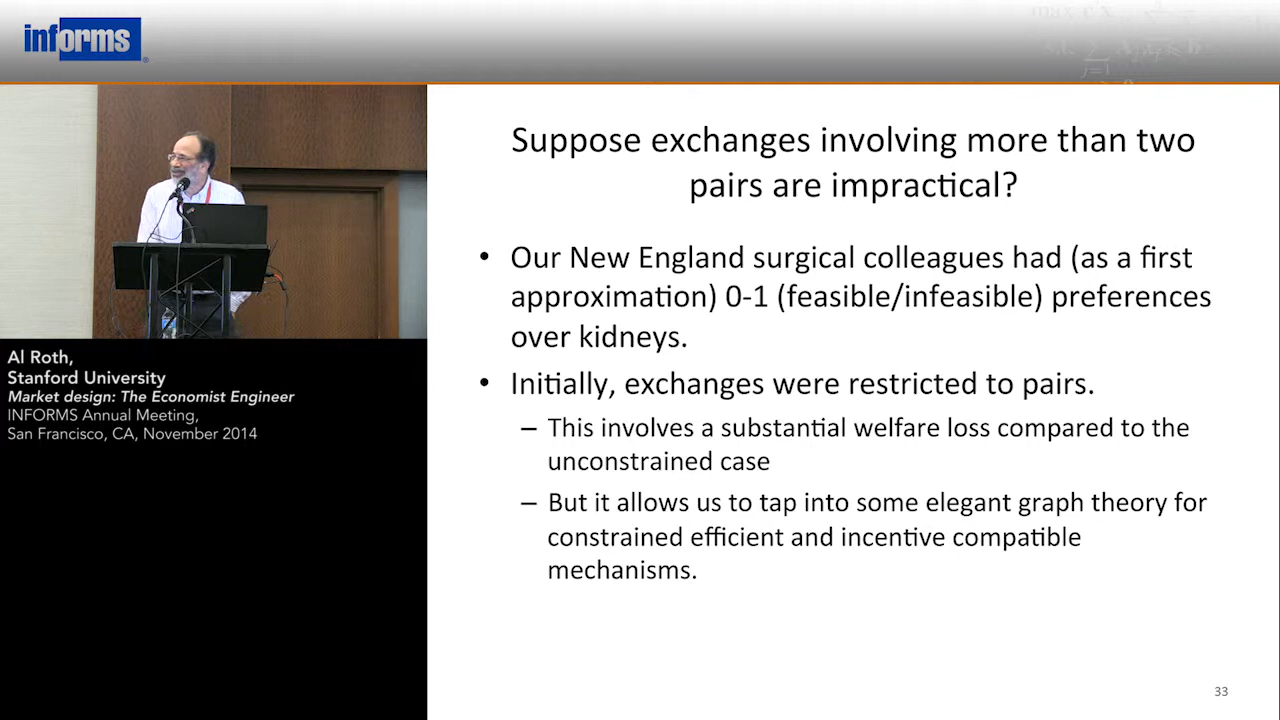 informs
Al Roth,
Stanford University
Market design: The Economist Engineer
INFORMS Annual Meeting,
San Francisco, CA, November 2014
Suppose exchanges involving more than two
pairs are impractical?
• Our New England surgical colleagues had (as a first
approximation) 0-1 (feasible/infeasible) preferences
over kidneys.
• Initially, exchanges were restricted to pairs.
– This involves a substantial welfare loss compared to the
unconstrained case
– But it allows us to tap into some elegant graph theory for
constrained efficient and incentive compatible
mechanisms.
33